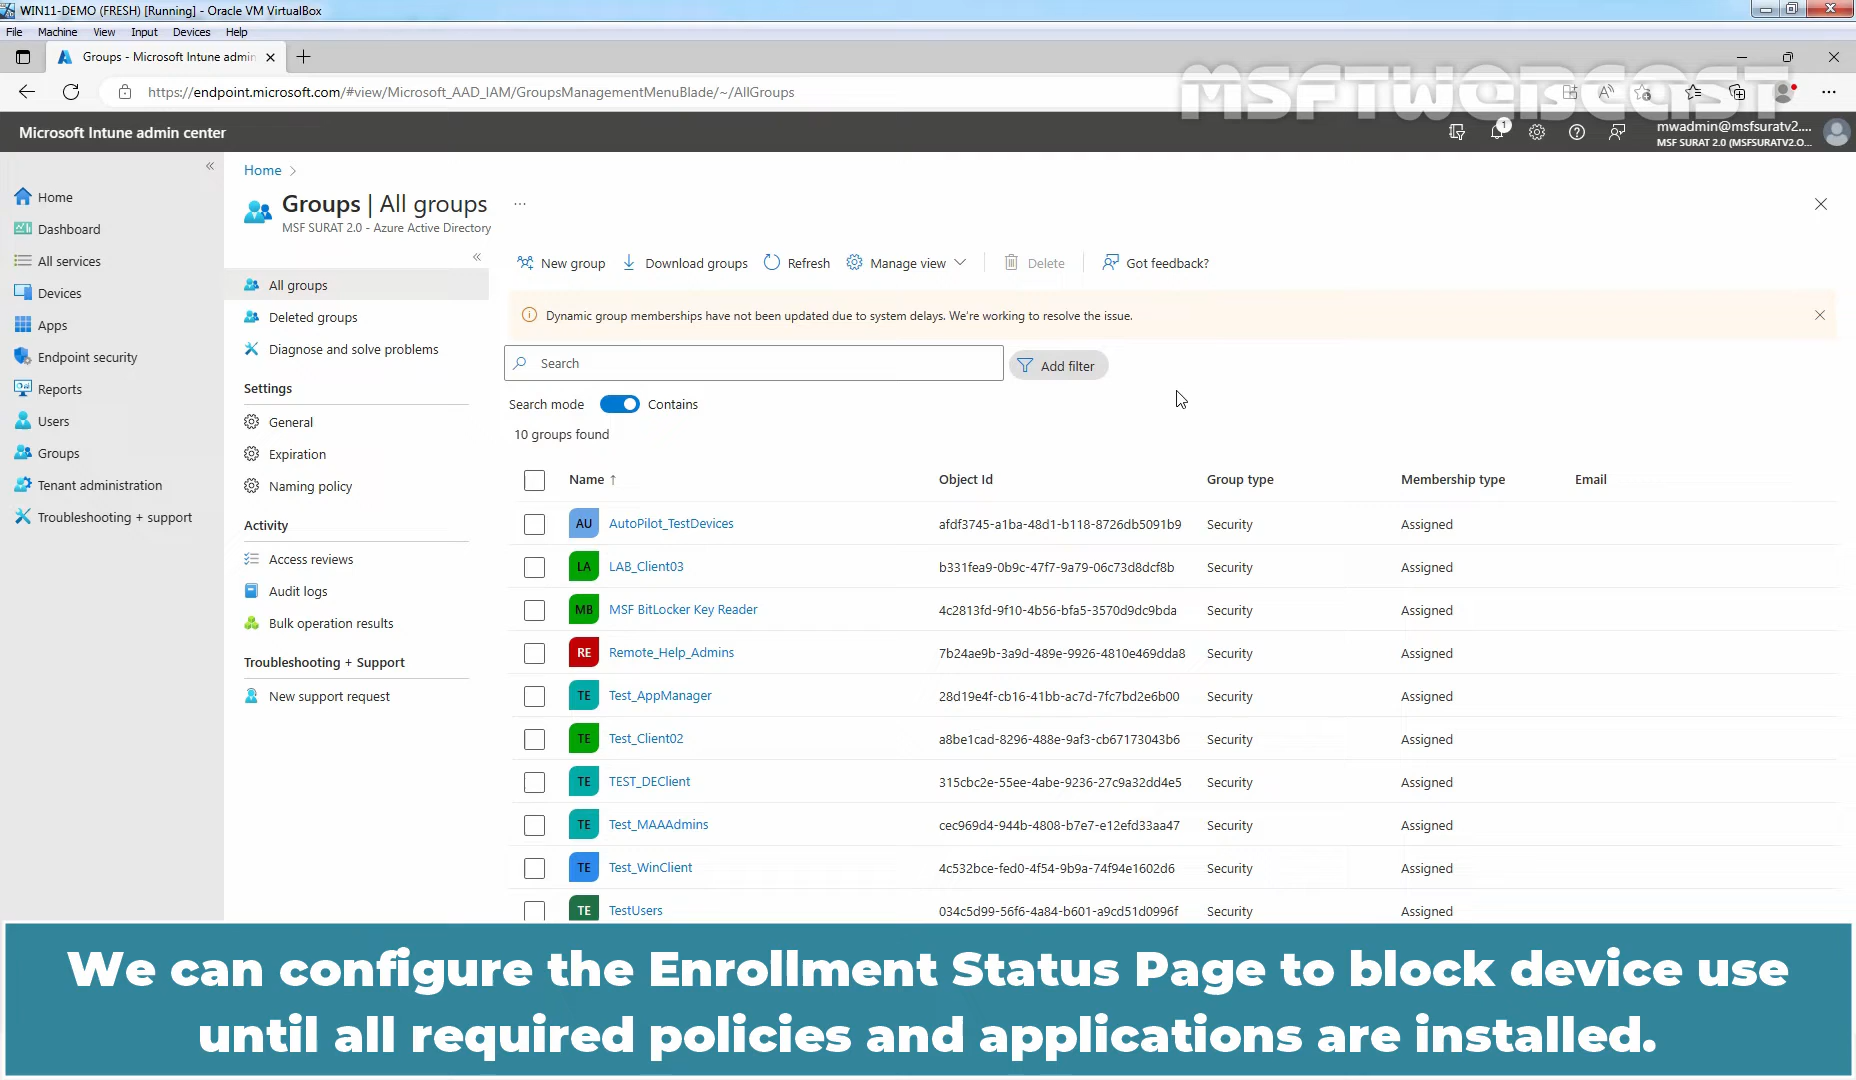 WIN11-DEMO (FRESH) [Running] - Oracle VM VirtualBox
File Machine View Input Devices Help
Groups - Microsoft Intune admin
https://endpoint.microsoft.com/#view/Microsoft_AAD_IAM/GroupsManagementMenuBlade/~/AllGroups
MSFTWEBCAST
Microsoft Intune admin center
1
mwadmin@msfsuratv2....
MSF SURAT 2.0 (MSFSURATV2.O...
Home
Dashboard
All services
Devices
Apps
Endpoint security
Reports
Users
Groups
Tenant administration
Troubleshooting + support
Home >
Groups | All groups ...
MSF SURAT 2.0 - Azure Active Directory
All groups
Deleted groups
Diagnose and solve problems
Settings
General
Expiration
Naming policy
Activity
Access reviews
Audit logs
Bulk operation results
Troubleshooting + Support
New support request
New group Download groups Refresh Manage view Delete Got feedback?
Dynamic group memberships have not been updated due to system delays. We're working to resolve the issue.
Search
Add filter
Search mode Contains
10 groups found
Name ↑ Object Id Group type Membership type Email
AU AutoPilot_TestDevices afdf3745-a1ba-48d1-b118-8726db5091b9 Security Assigned
LA LAB_Client03 b331fea9-0b9c-47f7-9a79-06c73d8dcf8b Security Assigned
MB MSF BitLocker Key Reader 4c2813fd-9f10-4b56-bfa5-3570d9dc9bda Security Assigned
RE Remote_Help_Admins 7b24ae9b-3a9d-489e-9926-4810e469dda8 Security Assigned
TE Test_AppManager 28d19e4f-cb16-41bb-ac7d-7fc7bd2e6b00 Security Assigned
TE Test_Client02 a8be1cad-8296-488e-9af3-cb67173043b6 Security Assigned
TE TEST_DEClient 315cbc2e-55ee-4abe-9236-27c9a32dd4e5 Security Assigned
TE Test_MAAAdmins cec969d4-944b-4808-b7e7-e12efd33aa47 Security Assigned
TE Test_WinClient 4c532bce-fed0-4f54-9b9a-74f94e1602d6 Security Assigned
TE TestUsers 034c5d99-56f6-4a84-b601-a9cd51d0996f Security Assigned
We can configure the Enrollment Status Page to block device use
until all required policies and applications are installed.